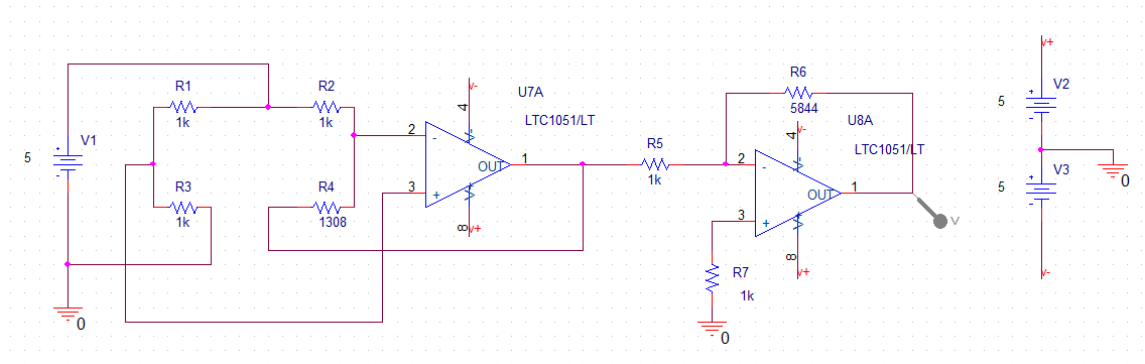 R1
1k
R2
1k
V1
5
R3
1k
R4
1308
0
U7A
LTC1051/LT
v-
4
V-
2
-
OUT
1
3
+
V+
8
v+
R5
1k
R6
5844
U8A
LTC1051/LT
v-
4
V-
2
-
OUT
1
3
+
V+
8
v+
R7
1k
0
V
v+
V2
5
0
V3
5
v-